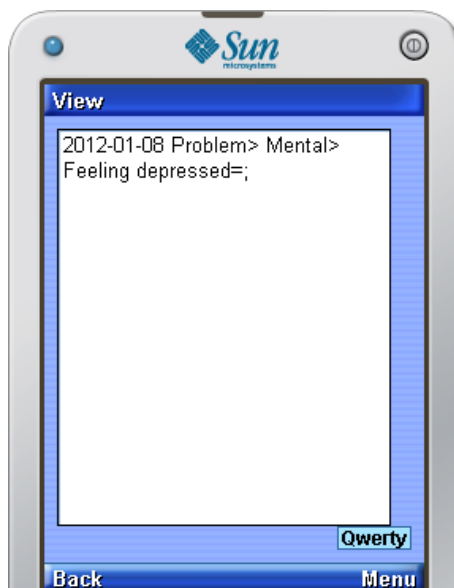 Sun
microsystems
View
2012-01-08 Problem> Mental>
Feeling depressed=;
Qwerty
Back
Menu